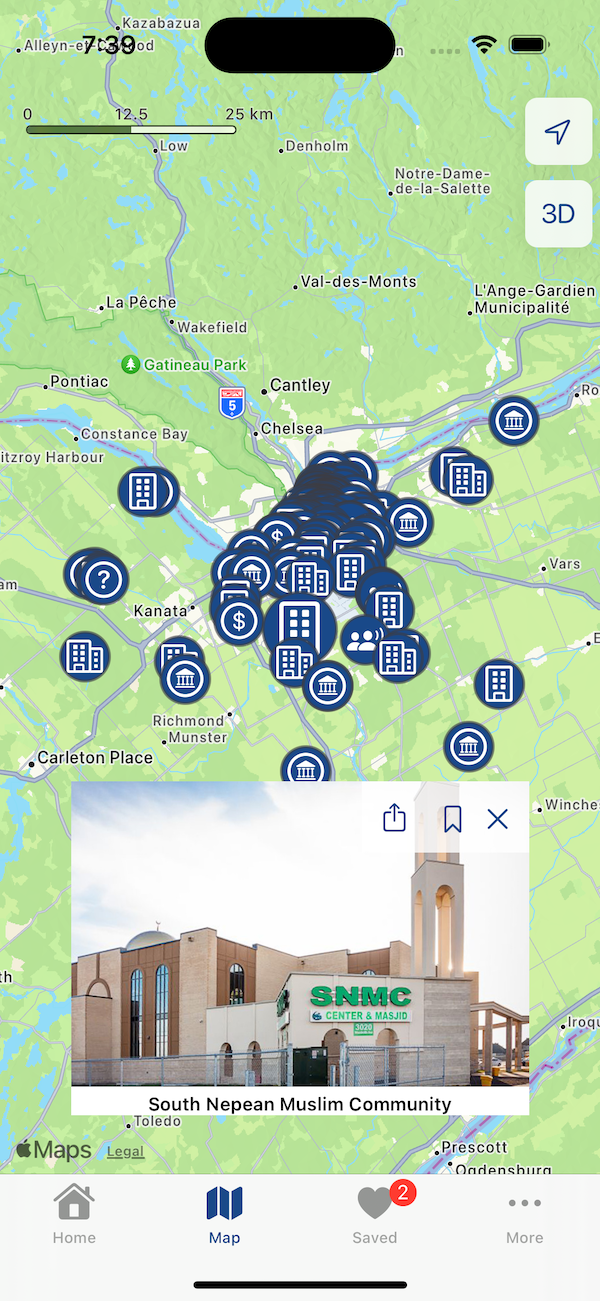 Kazabazua
Alleyn-et-Cawood
7:39
0 12.5 25 km
Low
Denholm
Notre-Dame-
de-la-Salette
3D
Val-des-Monts
L'Ange-Gardien
Municipalité
La Pêche
Wakefield
Gatineau Park
Pontiac
Cantley
5
Chelsea
Constance Bay
itzroy Harbour
Vars
?
Kanata
$
$
Richmond
Munster
Carleton Place
Winche
SNMC
CENTER & MASJID
3020
South Nepean Muslim Community
Iroqu
Toledo
Maps
Legal
Prescott
Ogdensburg
2
Home
Map
Saved
More